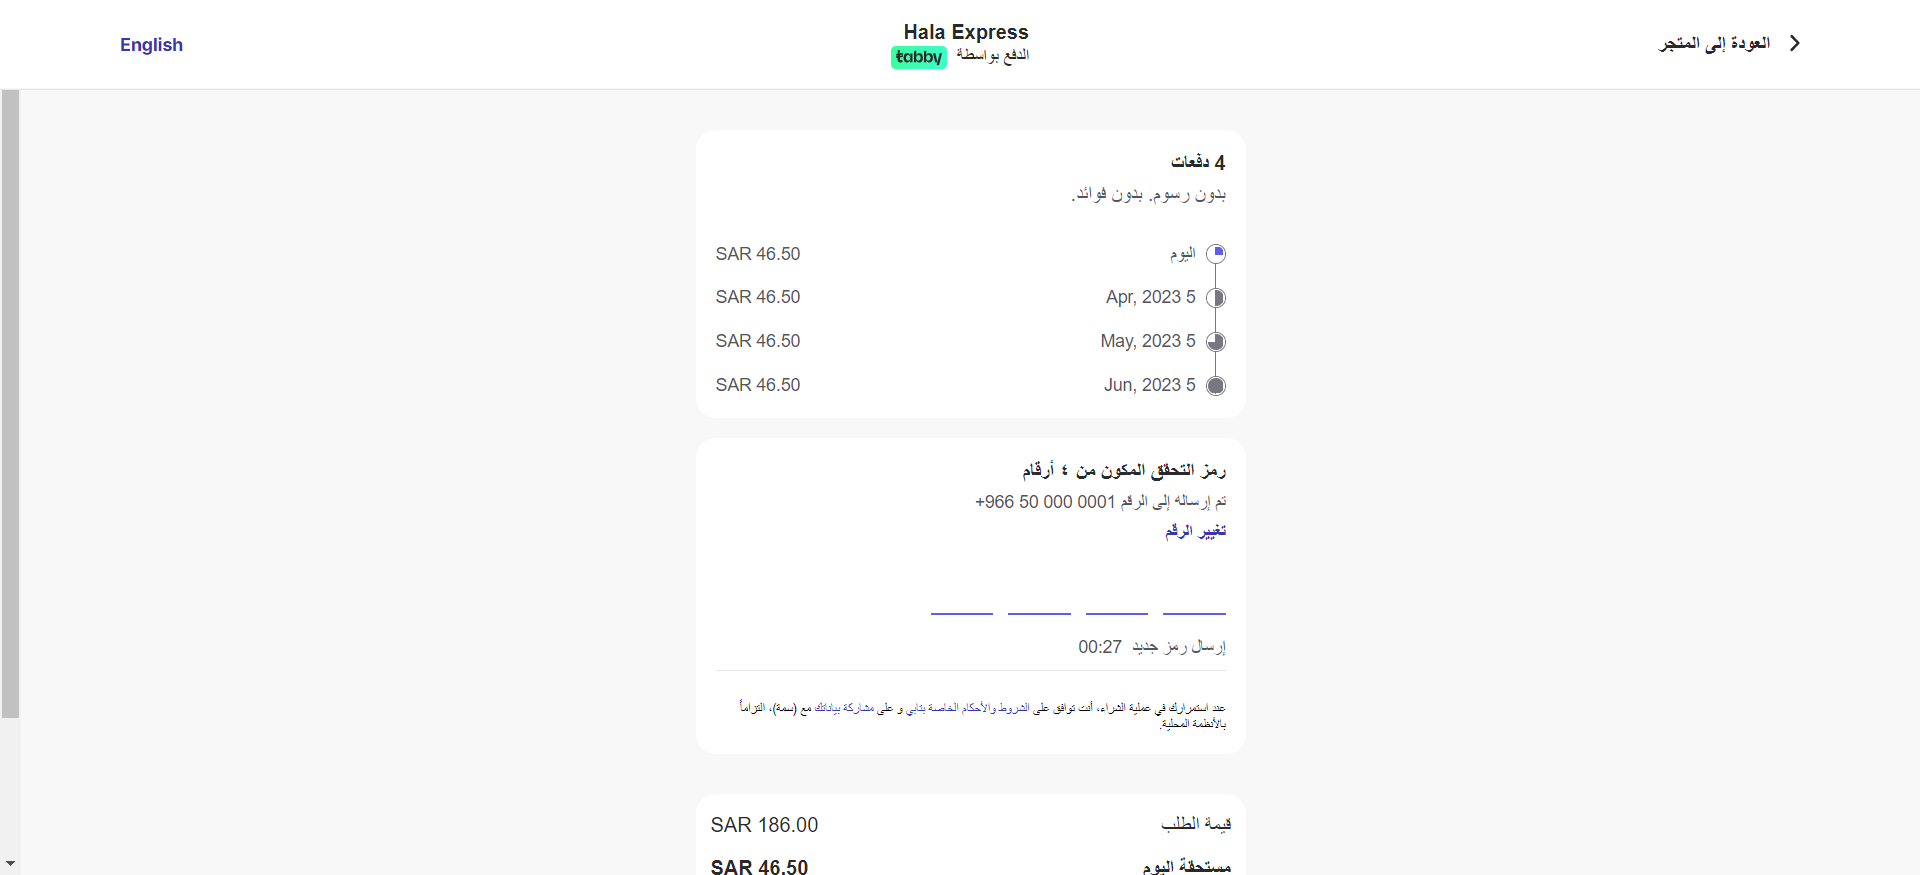 العودة إلى المتجر
Hala Express
الدفع بواسطة tabby
English
4 دفعات
بدون رسوم. بدون فوائد.
اليوم SAR 46.50
5 Apr, 2023 SAR 46.50
5 May, 2023 SAR 46.50
5 Jun, 2023 SAR 46.50
رمز التحقق المكون من ٤ أرقام
تم إرساله إلى الرقم +966 50 000 0001
تغيير الرقم
إرسال رمز جديد 00:27
عند استمرارك في عملية الشراء، أنت توافق على الشروط والأحكام الخاصة بتابي و على مشاركة بياناتك مع (سمة)، التزاماً
بالأنظمة المحلية.
قيمة الطلب SAR 186.00
مستحقة اليوم SAR 46.50